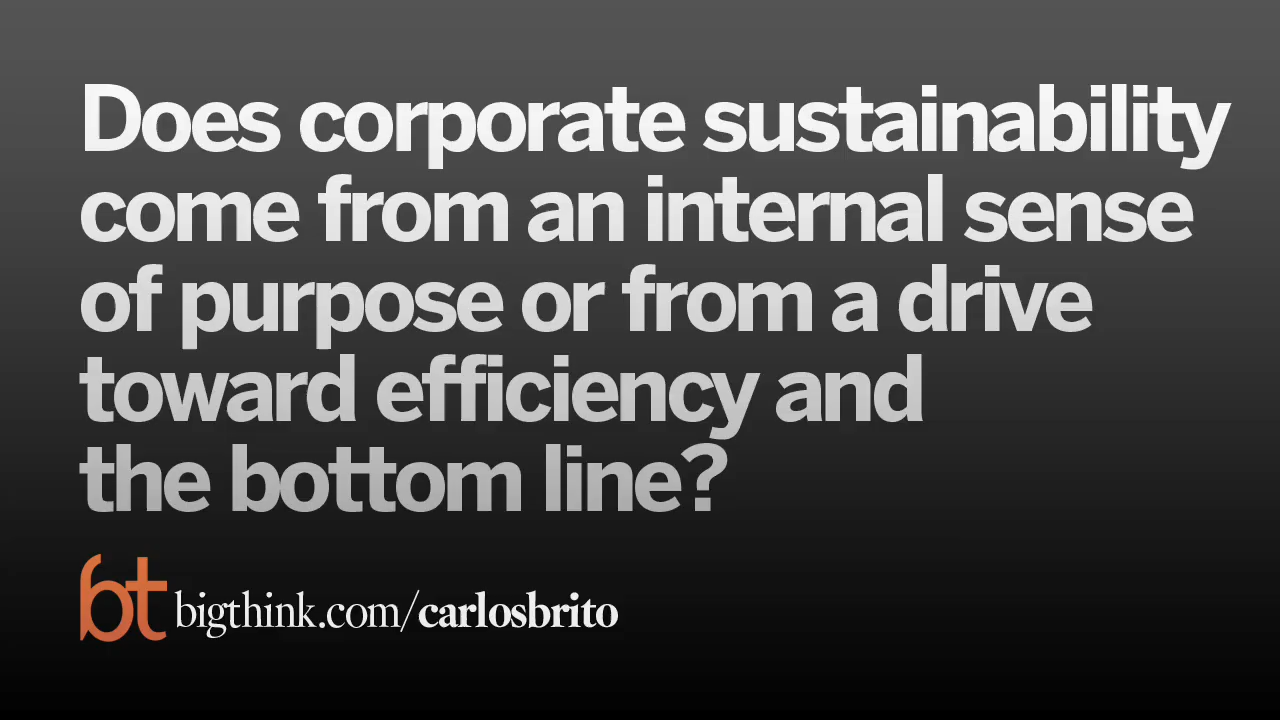 Does corporate sustainability
come from an internal sense
of purpose or from a drive
toward efficiency and
the bottom line?
bt bigthink.com/carlosbrito